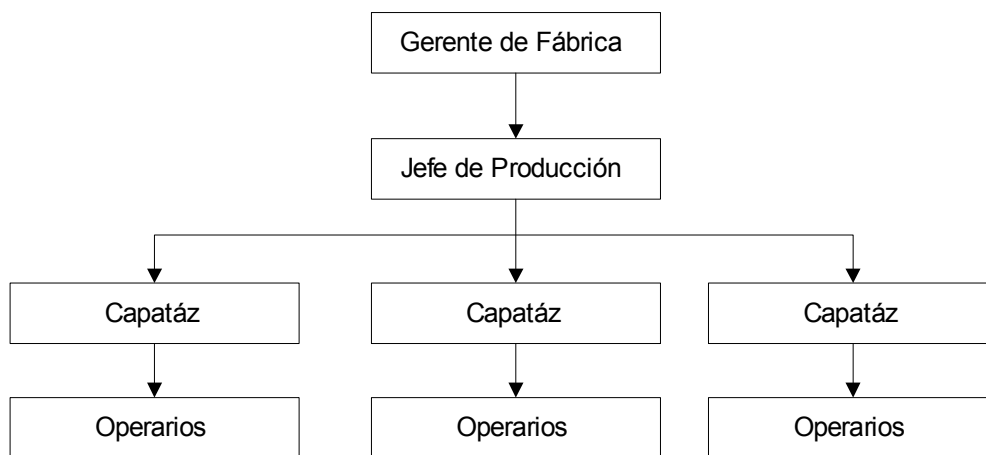 Gerente de Fábrica
Jefe de Producción
Capatáz
Capatáz
Capatáz
Operarios
Operarios
Operarios